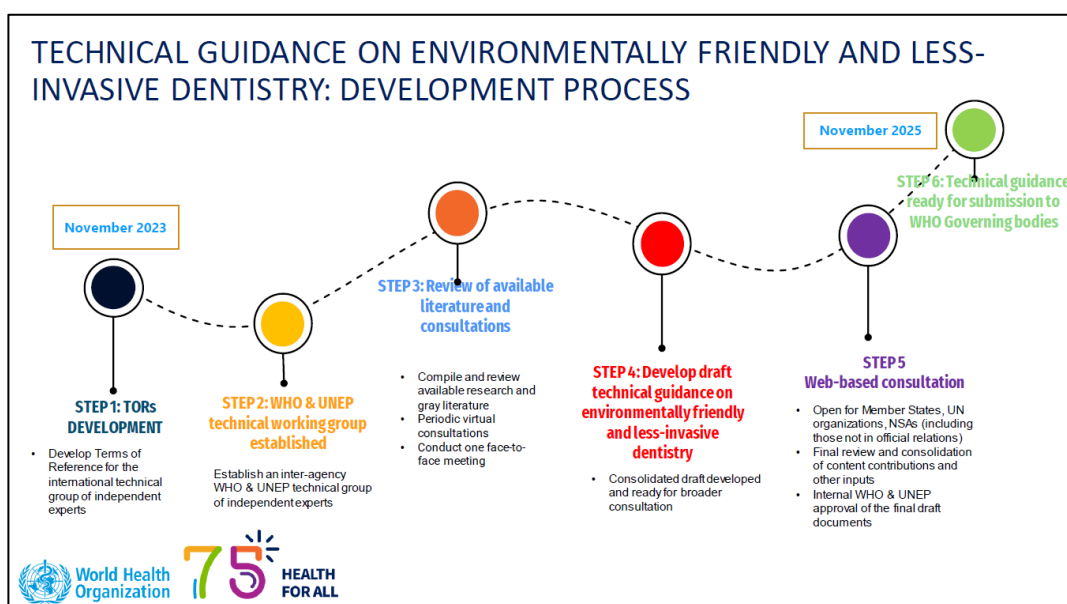 TECHNICAL GUIDANCE ON ENVIRONMENTALLY FRIENDLY AND LESS-
INVASIVE DENTISTRY: DEVELOPMENT PROCESS
November 2023
STEP 1: TORs
DEVELOPMENT
• Develop Terms of
Reference for the
international technical
group of independent
experts
STEP 2: WHO & UNEP
technical working group
established
Establish an inter-agency
WHO & UNEP technical group
of independent experts
STEP 3: Review of available
literature and
consultations
• Compile and review
available research and
gray literature
• Periodic virtual
consultations
• Conduct one face-to-
face meeting
STEP 4: Develop draft
technical guidance on
environmentally friendly
and less-invasive
dentistry
• Consolidated draft developed
and ready for broader
consultation
STEP 5
Web-based consultation
• Open for Member States, UN
organizations, NSAs (including
those not in official relations)
• Final review and consolidation
of content contributions and
other inputs
• Internal WHO & UNEP
approval of the final draft
documents
November 2025
STEP 6: Technical guidance
ready for submission to
WHO Governing bodies
World Health
Organization
75
HEALTH
FOR ALL